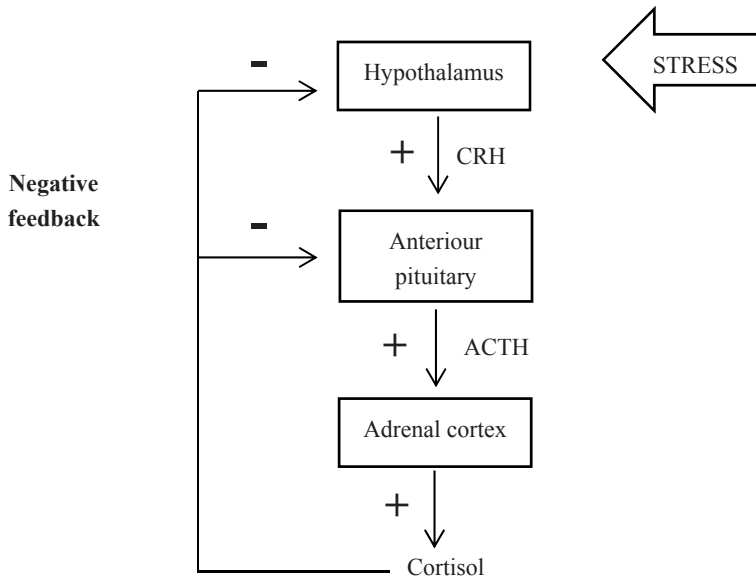 -
Hypothalamus
STRESS
+
CRH
Negative
feedback
-
Anteriour
pituitary
+
ACTH
Adrenal cortex
+
Cortisol